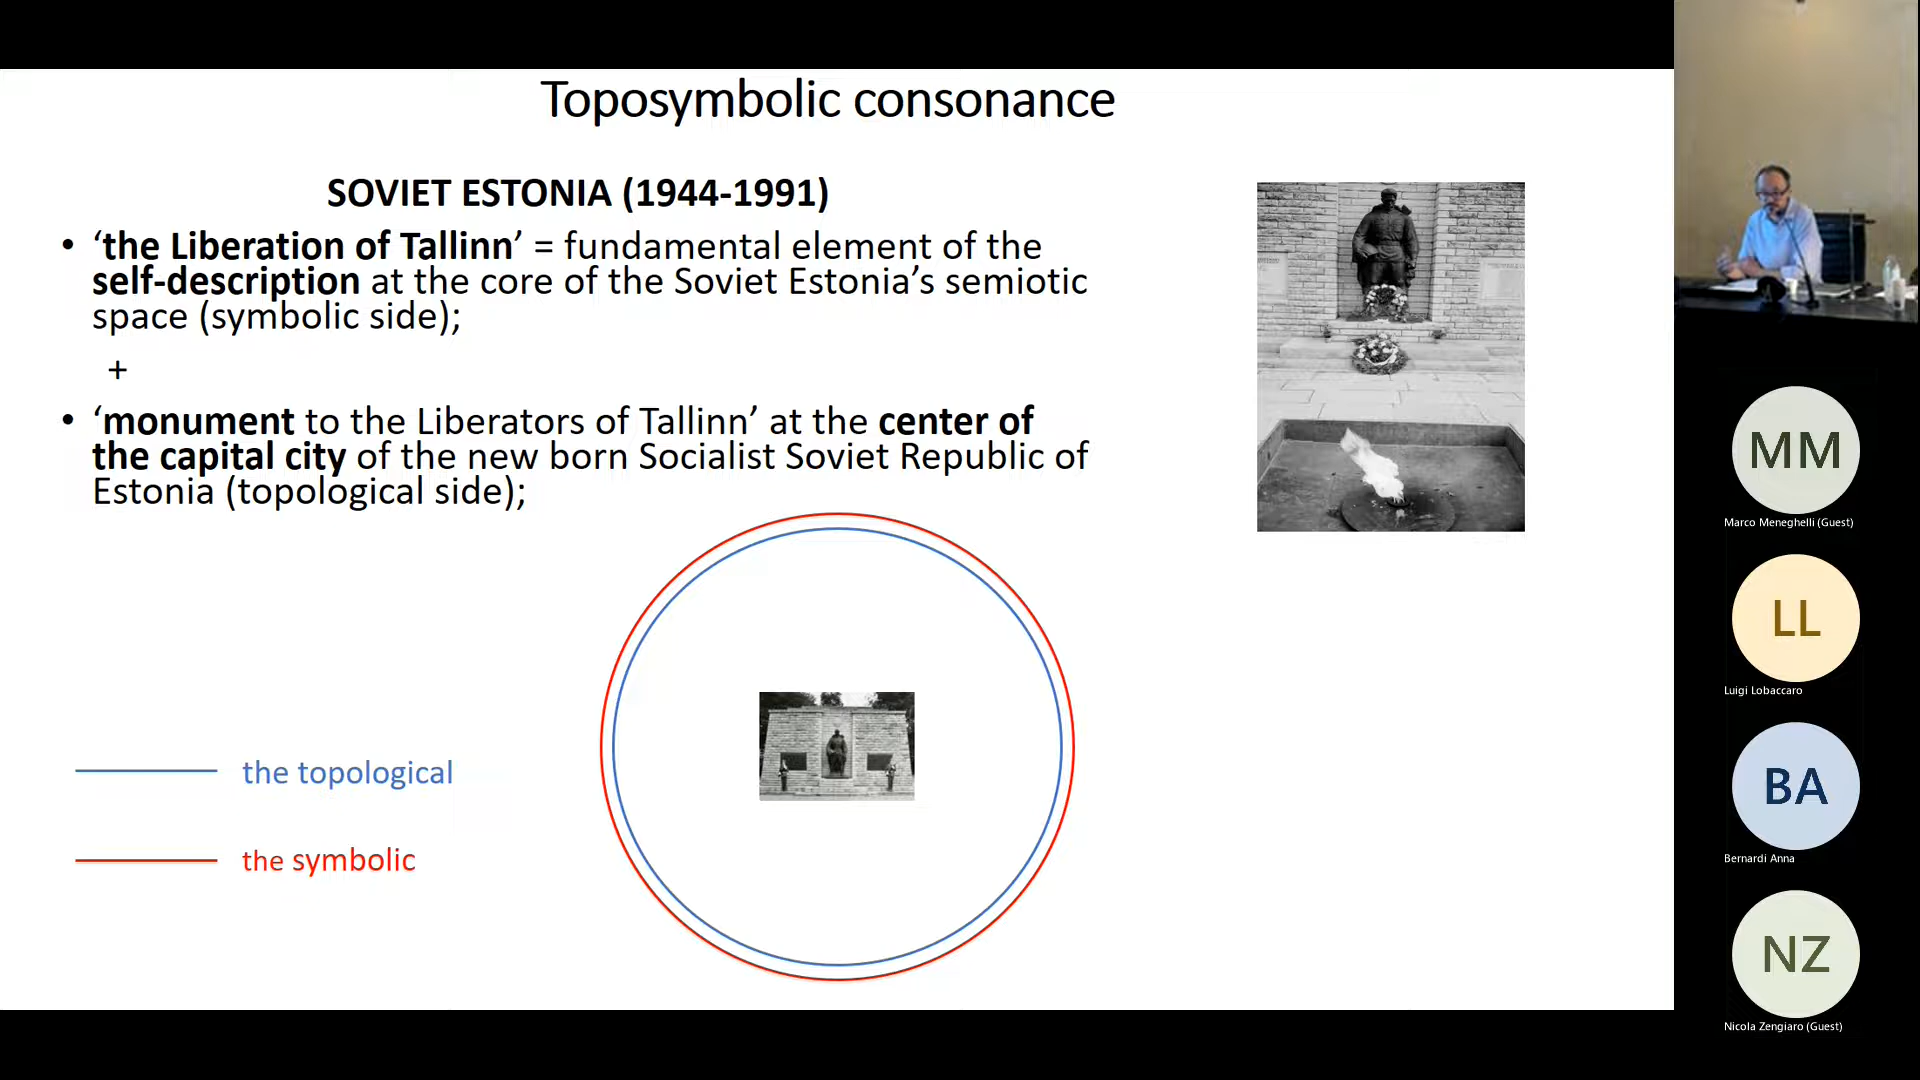 Toposymbolic consonance
SOVIET ESTONIA (1944-1991)
• ‘the Liberation of Tallinn’ = fundamental element of the
self-description at the core of the Soviet Estonia’s semiotic
space (symbolic side);
+
• ‘monument to the Liberators of Tallinn’ at the center of
the capital city of the new born Socialist Soviet Republic of
Estonia (topological side);
the topological
the symbolic
MM
Marco Meneghelli (Guest)
LL
Luigi Lobaccaro
BA
Bernardi Anna
NZ
Nicola Zengiaro (Guest)